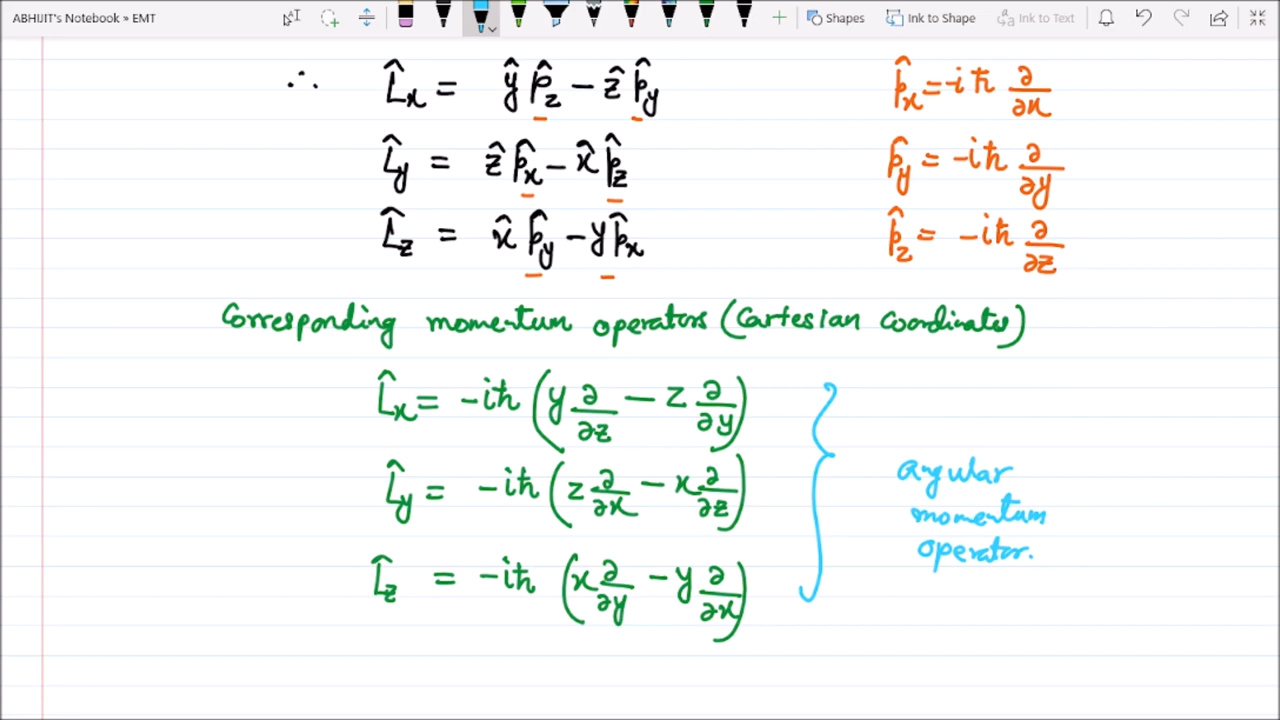 ABHIJIT's Notebook » EMT
Shapes Ink to Shape Ink to Text
∴ L̂x = ŷ p̂z − ẑ p̂y
p̂x = -iħ ∂/∂x
L̂y = ẑ p̂x − x̂ p̂z
p̂y = -iħ ∂/∂y
L̂z = x̂ p̂y − y p̂x
p̂z = -iħ ∂/∂z
Corresponding momentum operators (Cartesian Coordinates)
L̂x = -iħ (y ∂/∂z − z ∂/∂y)
L̂y = -iħ (z ∂/∂x − x ∂/∂z)
L̂z = -iħ (x ∂/∂y − y ∂/∂x)
Angular
momentum
operator.